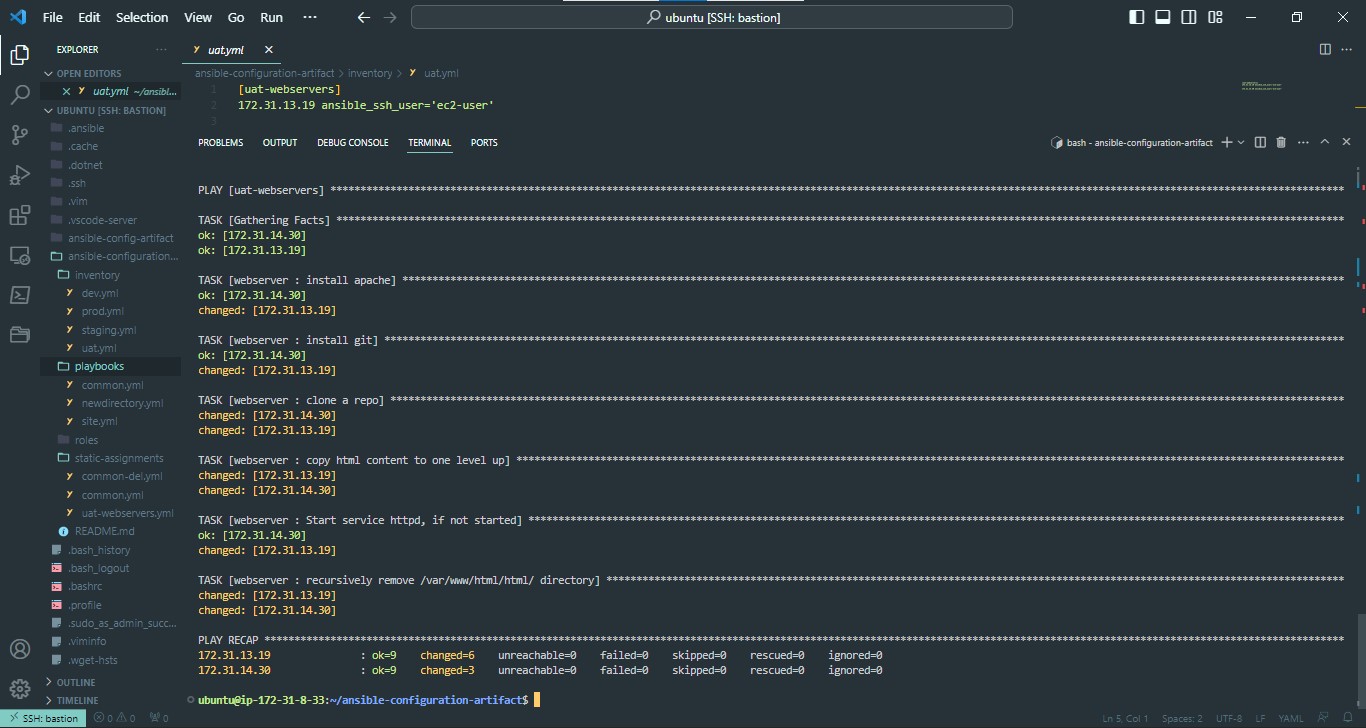 File Edit Selection View Go Run ··· ubuntu [SSH: bastion]
EXPLORER ···
OPEN EDITORS
uat.yml ~/ansibl...
UBUNTU [SSH: BASTION]
.ansible
.cache
.dotnet
.ssh
.vim
.vscode-server
ansible-config-artifact
ansible-configuration...
inventory
dev.yml
prod.yml
staging.yml
uat.yml
playbooks
common.yml
newdirectory.yml
site.yml
roles
static-assignments
common-del.yml
common.yml
uat-webservers.yml
README.md
.bash_history
.bash_logout
.bashrc
.profile
.sudo_as_admin_succ...
.viminfo
.wget-hsts
OUTLINE
TIMELINE
uat.yml
ansible-configuration-artifact > inventory > uat.yml
1 [uat-webservers]
2 172.31.13.19 ansible_ssh_user='ec2-user'
3
PROBLEMS OUTPUT DEBUG CONSOLE TERMINAL PORTS bash - ansible-configuration-artifact
PLAY [uat-webservers] ****
TASK [Gathering Facts] ****
ok: [172.31.14.30]
ok: [172.31.13.19]
TASK [webserver : install apache] ****
ok: [172.31.14.30]
changed: [172.31.13.19]
TASK [webserver : install git] ****
ok: [172.31.14.30]
changed: [172.31.13.19]
TASK [webserver : clone a repo] ****
changed: [172.31.14.30]
changed: [172.31.13.19]
TASK [webserver : copy html content to one level up] ****
changed: [172.31.13.19]
changed: [172.31.14.30]
TASK [webserver : Start service httpd, if not started] ****
ok: [172.31.14.30]
changed: [172.31.13.19]
TASK [webserver : recursively remove /var/www/html/html/ directory] ****
changed: [172.31.13.19]
changed: [172.31.14.30]
PLAY RECAP ****
172.31.13.19 : ok=9 changed=6 unreachable=0 failed=0 skipped=0 rescued=0 ignored=0
172.31.14.30 : ok=9 changed=3 unreachable=0 failed=0 skipped=0 rescued=0 ignored=0
ubuntu@ip-172-31-8-33:~/ansible-configuration-artifact$
SSH: bastion 0 0 0 Ln 5, Col 1 Spaces: 2 UTF-8 LF YAML